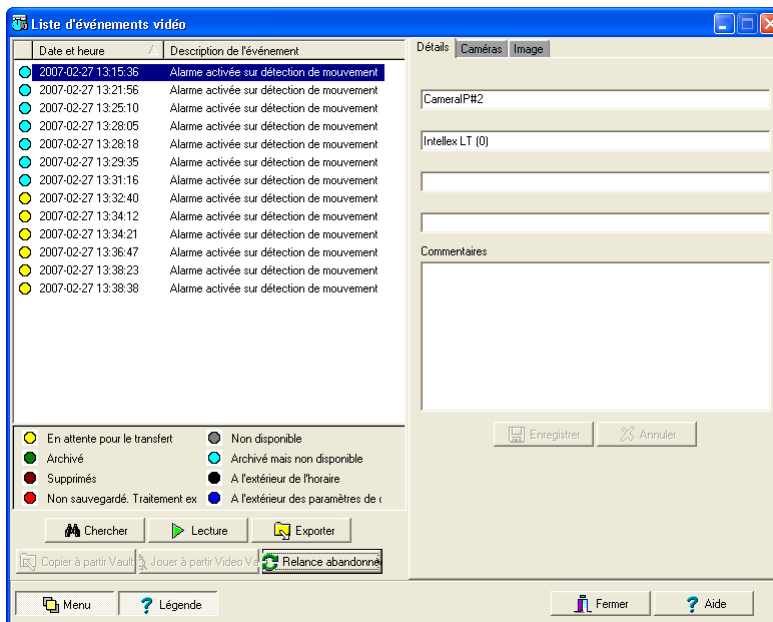 Liste d'événements vidéo
Date et heure Description de l'événement
2007-02-27 13:15:36 Alarme activée sur détection de mouvement
2007-02-27 13:21:56 Alarme activée sur détection de mouvement
2007-02-27 13:25:10 Alarme activée sur détection de mouvement
2007-02-27 13:28:05 Alarme activée sur détection de mouvement
2007-02-27 13:28:18 Alarme activée sur détection de mouvement
2007-02-27 13:29:35 Alarme activée sur détection de mouvement
2007-02-27 13:31:16 Alarme activée sur détection de mouvement
2007-02-27 13:32:40 Alarme activée sur détection de mouvement
2007-02-27 13:34:12 Alarme activée sur détection de mouvement
2007-02-27 13:34:21 Alarme activée sur détection de mouvement
2007-02-27 13:36:47 Alarme activée sur détection de mouvement
2007-02-27 13:38:23 Alarme activée sur détection de mouvement
2007-02-27 13:38:38 Alarme activée sur détection de mouvement
En attente pour le transfert Non disponible
Archivé Archivé mais non disponible
Supprimés A l'extérieur de l'horaire
Non sauvegardé. Traitement ex A l'extérieur des paramètres de c
Chercher Lecture Exporter
Copier à partir Vault Jouer à partir Video Va Relance abandonné
Détails Caméras Image
CameraIP#2
Intellex LT (0)
Commentaires
Enregistrer Annuler
Menu Légende Fermer Aide